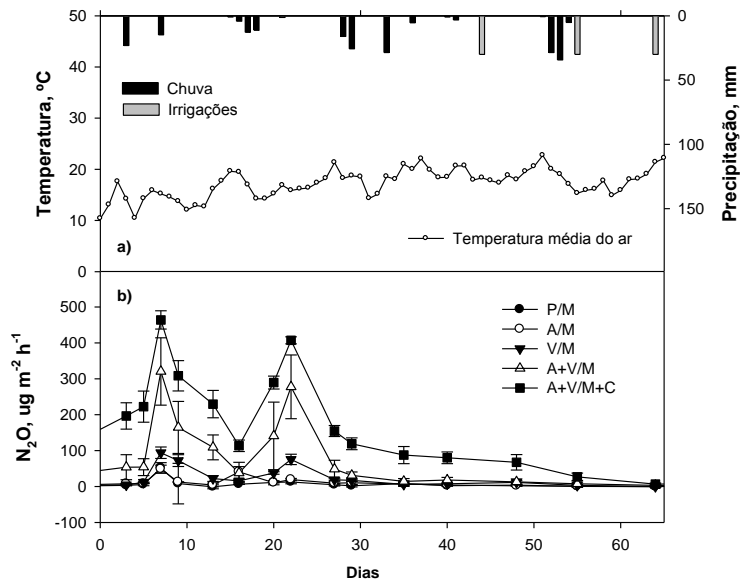 50
40
30
20
10
0
Temperatura, ºC
Chuva
Irrigações
a)
Temperatura média do ar
0
50
100
150
Precipitação, mm
500
400
300
200
100
0
-100
N₂O, ug m⁻² h⁻¹
b)
P/M
A/M
V/M
A+V/M
A+V/M+C
0 10 20 30 40 50 60
Dias